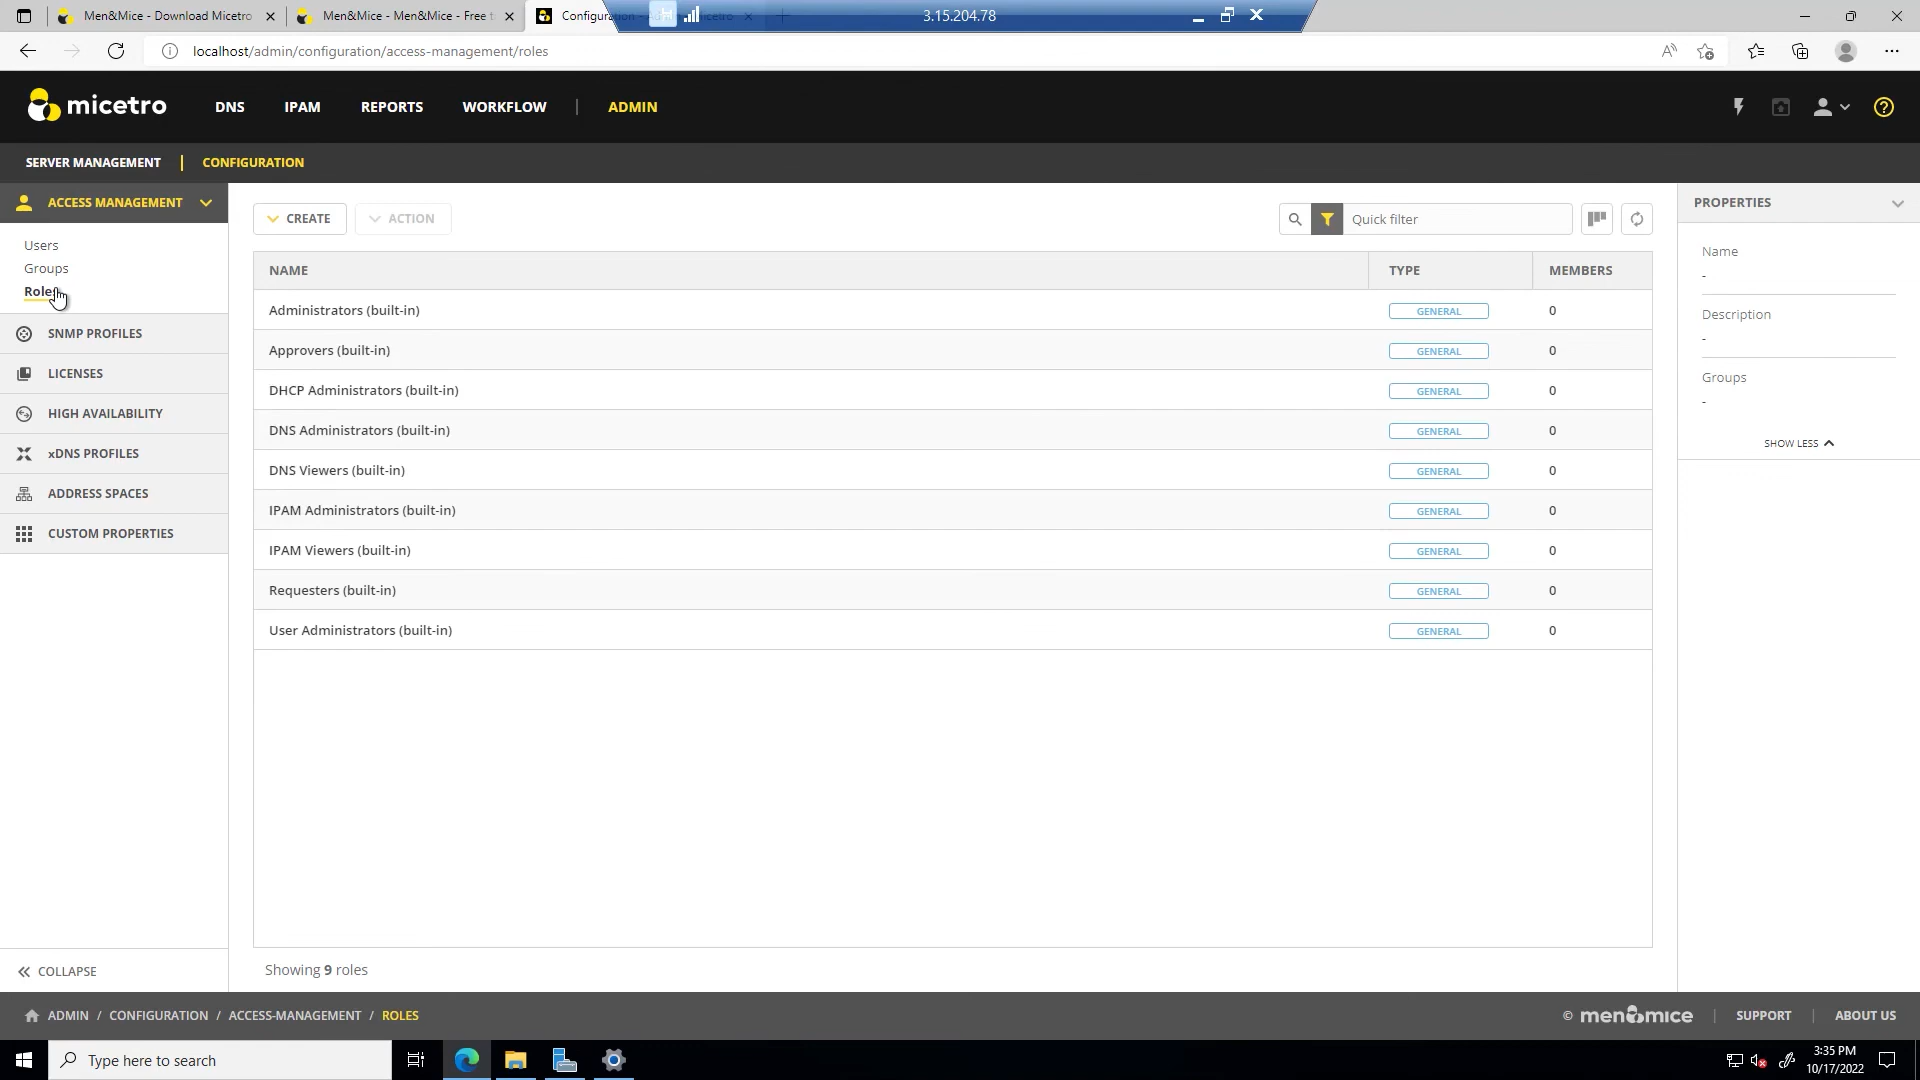 Men&Mice - Download Micetro
Men&Mice - Men&Mice - Free t
Configuration
3.15.204.78
localhost/admin/configuration/access-management/roles
micetro
DNS
IPAM
REPORTS
WORKFLOW
|
ADMIN
SERVER MANAGEMENT
|
CONFIGURATION
ACCESS MANAGEMENT
Users
Groups
Roles
SNMP PROFILES
LICENSES
HIGH AVAILABILITY
xDNS PROFILES
ADDRESS SPACES
CUSTOM PROPERTIES
COLLAPSE
CREATE
ACTION
Quick filter
NAME TYPE MEMBERS
Administrators (built-in) GENERAL 0
Approvers (built-in) GENERAL 0
DHCP Administrators (built-in) GENERAL 0
DNS Administrators (built-in) GENERAL 0
DNS Viewers (built-in) GENERAL 0
IPAM Administrators (built-in) GENERAL 0
IPAM Viewers (built-in) GENERAL 0
Requesters (built-in) GENERAL 0
User Administrators (built-in) GENERAL 0
Showing 9 roles
PROPERTIES
Name
-
Description
-
Groups
-
SHOW LESS
ADMIN / CONFIGURATION / ACCESS-MANAGEMENT / ROLES
© men&mice
|
SUPPORT
|
ABOUT US
Type here to search
3:35 PM
10/17/2022